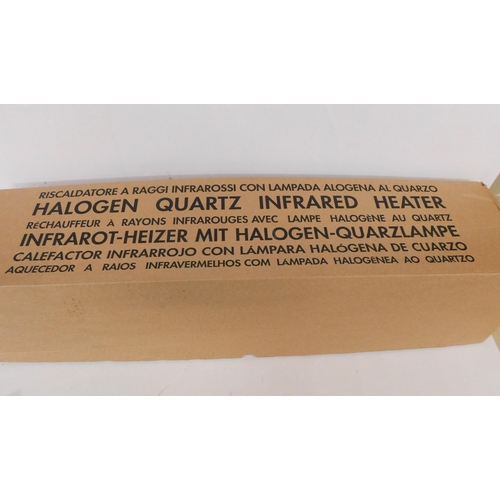 RISCALDATORE A RAGGI INFRAROSSI CON LAMPADA ALOGENA AL QUARZO
HALOGEN QUARTZ INFRARED HEATER
RÉCHAUFFEUR À RAYONS INFRAROUGES AVEC LAMPE HALOGÈNE AU QUARTZ
INFRAROT-HEIZER MIT HALOGEN-QUARZLAMPE
CALEFACTOR INFRARROJO CON LÁMPARA HALÓGENA DE CUARZO
AQUECEDOR A RAIOS INFRAVERMELHOS COM LÁMPADA HALOGÉNEA AO QUARTZO